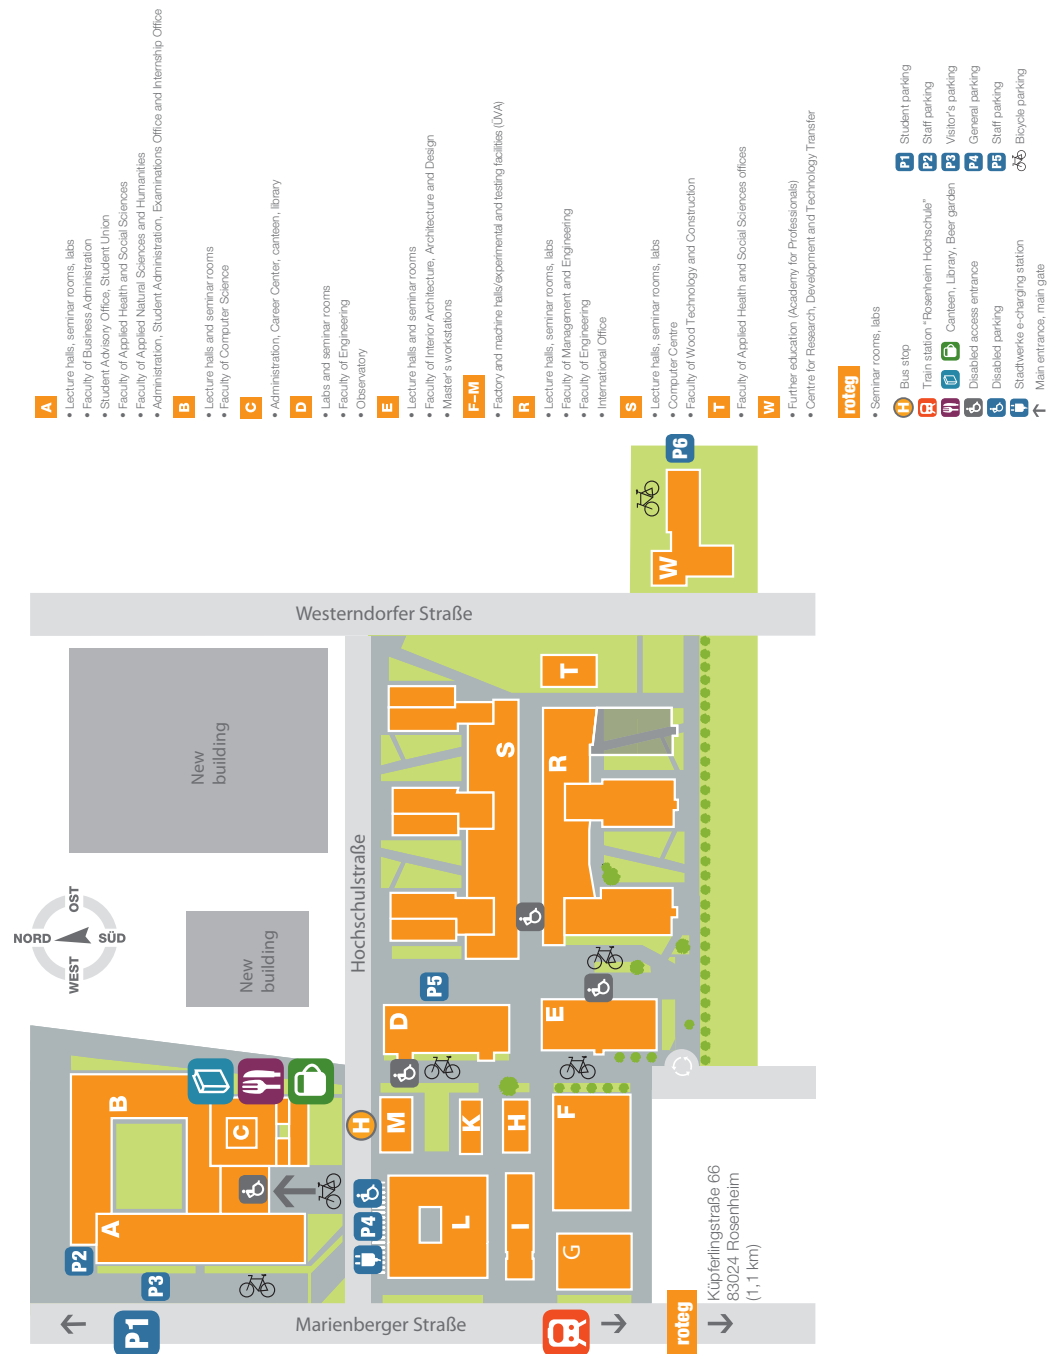 A
• Lecture halls, seminar rooms, labs
• Faculty of Business Administration
• Student Advisory Office, Student Union
• Faculty of Applied Health and Social Sciences
• Faculty of Applied Natural Sciences and Humanities
• Administration, Student Administration, Examinations Office and Internship Office
B
• Lecture halls and seminar rooms
• Faculty of Computer Science
C
• Administration, Career Center, canteen, library
D
• Labs and seminar rooms
• Faculty of Engineering
• Observatory
E
• Lecture halls and seminar rooms
• Faculty of Interior Architecture, Architecture and Design
• Master's workstations
F–M
• Factory and machine halls/experimental and testing facilities (ÜVA)
R
• Lecture halls, seminar rooms, labs
• Faculty of Management and Engineering
• Faculty of Engineering
• International Office
S
• Lecture halls, seminar rooms, labs
• Computer Centre
• Faculty of Wood Technology and Construction
T
• Faculty of Applied Health and Social Sciences offices
W
• Further education (Academy for Professionals)
• Centre for Research, Development and Technology Transfer
roteg
• Seminar rooms, labs
H Bus stop
Train station "Rosenheim Hochschule"
Canteen, Library, Beer garden
Disabled access entrance
Disabled parking
Stadtwerke e-charging station
Main entrance, main gate
P1 Student parking
P2 Staff parking
P3 Visitor's parking
P4 General parking
P5 Staff parking
Bicycle parking
NORD
OST
SÜD
WEST
New
building
New
building
Westerndorfer Straße
Hochschulstraße
Marienberger Straße
P1
P2
P3
P4
P5
P6
A
B
C
D
E
F
G
H
H
I
K
L
M
R
S
T
W
roteg
Küpferlingstraße 66
83024 Rosenheim
(1,1 km)